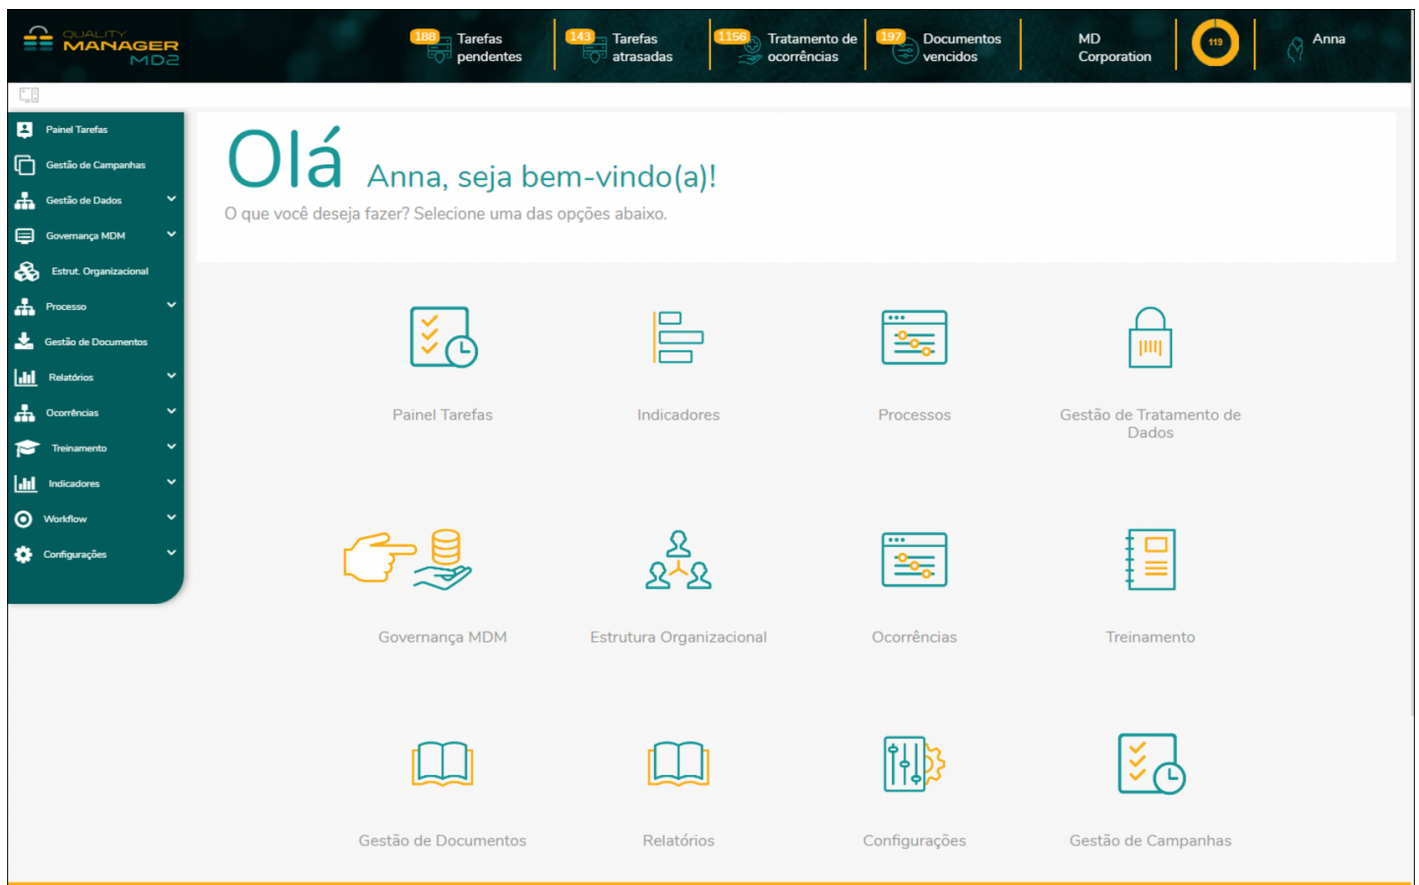 QUALITY
MANAGER
MD2
188
Tarefas
pendentes
143
Tarefas
atrasadas
1156
Tratamento de
ocorrências
197
Documentos
vencidos
MD
Corporation
119
Anna
Painel Tarefas
Gestão de Campanhas
Gestão de Dados
Governança MDM
Estrut. Organizacional
Processo
Gestão de Documentos
Relatórios
Ocorrências
Treinamento
Indicadores
Workflow
Configurações
Olá Anna, seja bem-vindo(a)!
O que você deseja fazer? Selecione uma das opções abaixo.
Painel Tarefas
Indicadores
Processos
Gestão de Tratamento de
Dados
Governança MDM
Estrutura Organizacional
Ocorrências
Treinamento
Gestão de Documentos
Relatórios
Configurações
Gestão de Campanhas